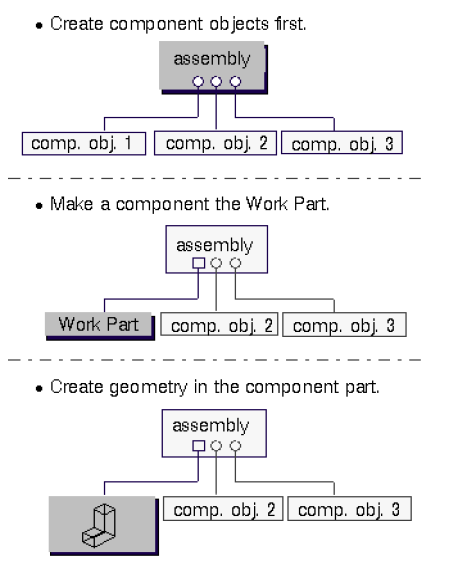 • Create component objects first.
assembly
comp. obj. 1 comp. obj. 2 comp. obj. 3
• Make a component the Work Part.
assembly
Work Part comp. obj. 2 comp. obj. 3
• Create geometry in the component part.
assembly
comp. obj. 2 comp. obj. 3